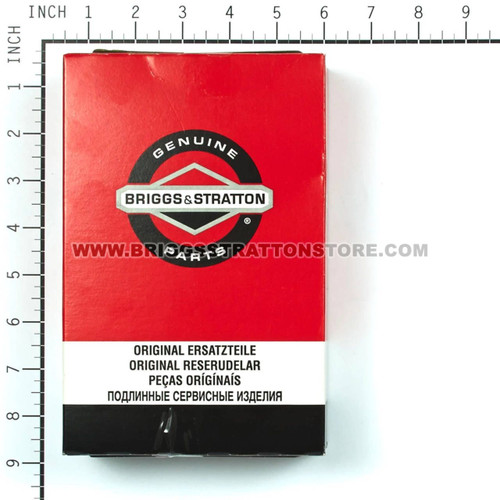 INCH 1 2 3 4 5 6 7 8 9
INCH
1
2
3
4
5
6
7
8
9
GENUINE
BRIGGS&STRATTON
®
PARTS
WWW.BRIGGSSTRATTONSTORE.COM
ORIGINAL ERSATZTEILE
ORIGINAL RESERUDELAR
PEÇAS ORÍGÍNAÍS
ПОДЛИННЫЕ СЕРВИСНЫЕ ИЗДЕЛИЯ